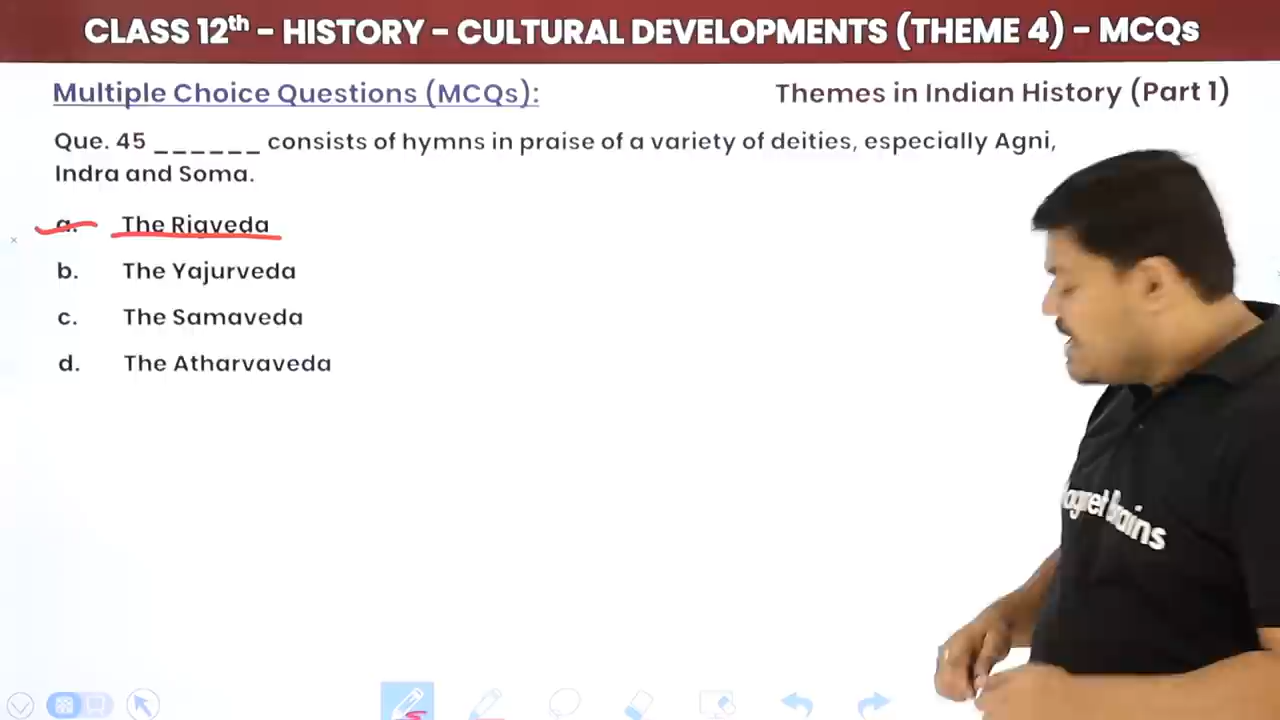 CLASS 12th – HISTORY – CULTURAL DEVELOPMENTS (THEME 4) – MCQs
Multiple Choice Questions (MCQs): Themes in Indian History (Part 1)
Que. 45 ______ consists of hymns in praise of a variety of deities, especially Agni,
Indra and Soma.
a. The Rigveda
b. The Yajurveda
c. The Samaveda
d. The Atharvaveda
agnet Brains